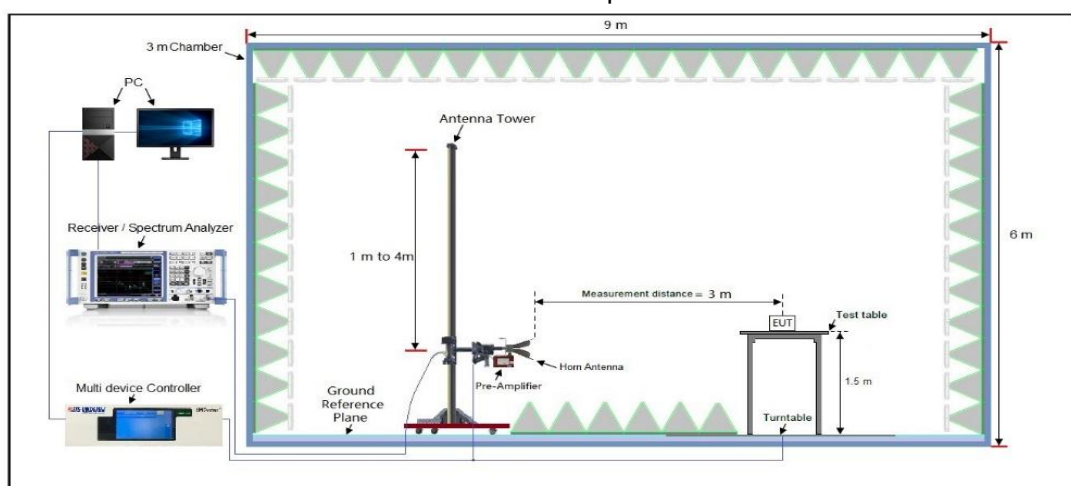 9 m
3 m Chamber
PC
Antenna Tower
Receiver / Spectrum Analyzer
1 m to 4m
6 m
Measurement distance = 3 m
EUT
Test table
Horn Antenna
Pre-Amplifier
1.5 m
Multi device Controller
Ground
Reference
Plane
Turntable